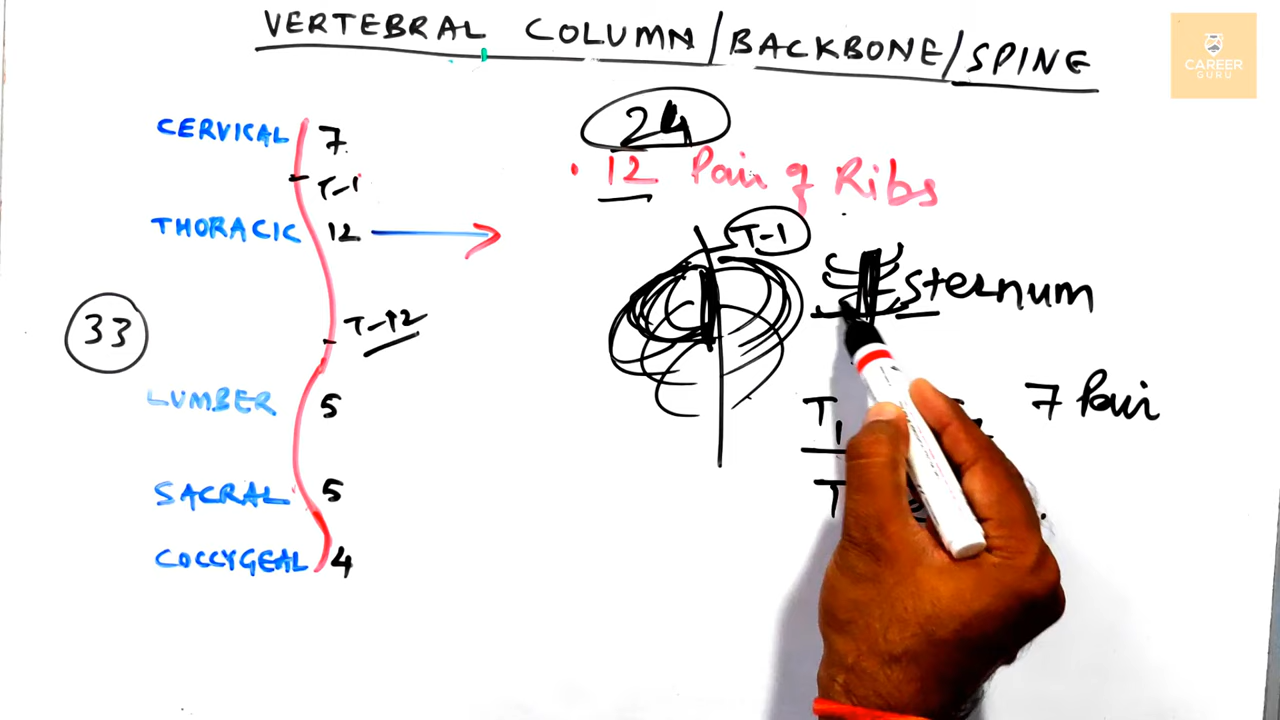 VERTEBRAL COLUMN/BACKBONE/SPINE
CAREER
GURU
CERVICAL 7
T-1
THORACIC 12
T-12
33
LUMBER 5
SACRAL 5
COCCYGEAL 4
24
• 12 Pair of Ribs
T-1
Sternum
T1
7 Pair
T